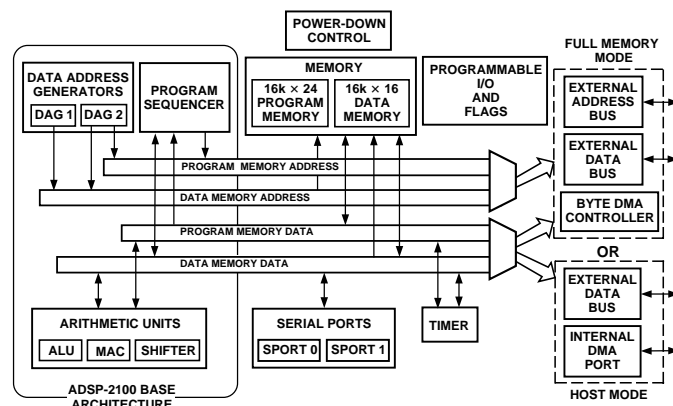 POWER-DOWN
CONTROL
FULL MEMORY
MODE
DATA ADDRESS
GENERATORS
DAG 1
DAG 2
PROGRAM
SEQUENCER
MEMORY
16k × 24
PROGRAM
MEMORY
16k × 16
DATA
MEMORY
PROGRAMMABLE
I/O
AND
FLAGS
EXTERNAL
ADDRESS
BUS
EXTERNAL
DATA
BUS
BYTE DMA
CONTROLLER
PROGRAM MEMORY ADDRESS
DATA MEMORY ADDRESS
PROGRAM MEMORY DATA
DATA MEMORY DATA
OR
EXTERNAL
DATA
BUS
INTERNAL
DMA
PORT
HOST MODE
ARITHMETIC UNITS
ALU
MAC
SHIFTER
SERIAL PORTS
SPORT 0
SPORT 1
TIMER
ADSP-2100 BASE
ARCHITECTURE